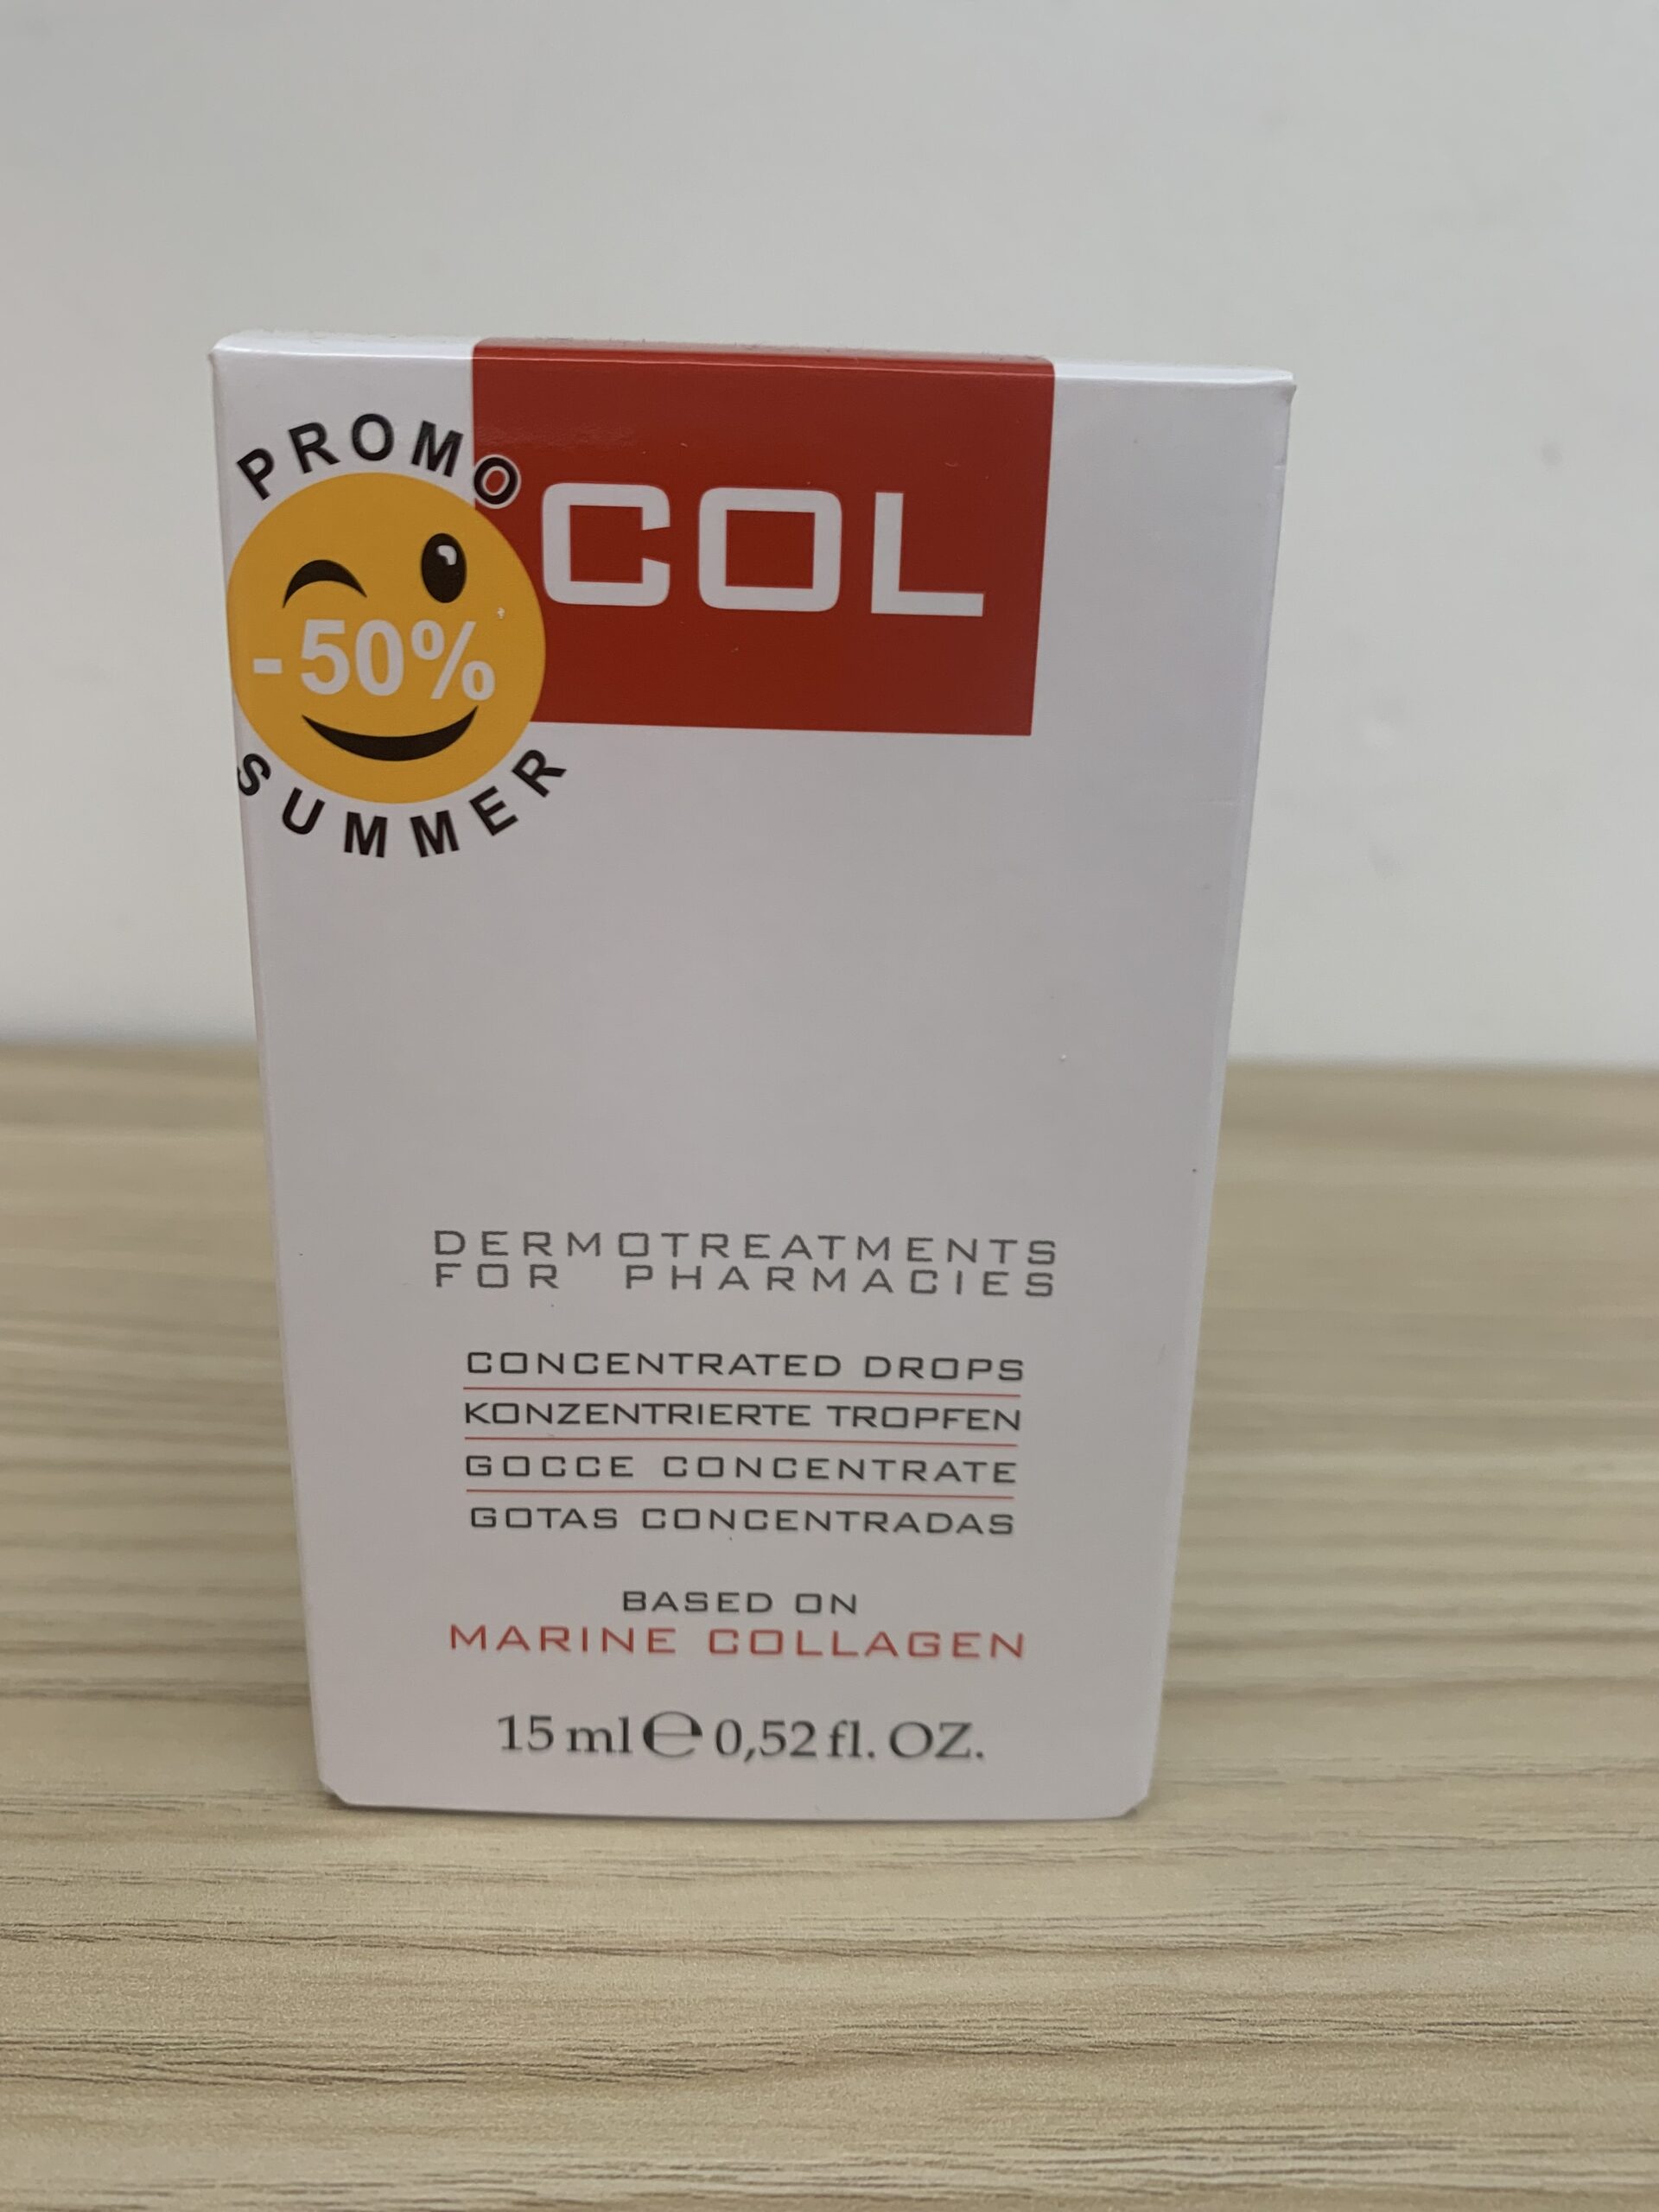 PROMO
COL
-50%
SUMMER
DERMOTREATMENTS
FOR PHARMACIES
CONCENTRATED DROPS
KONZENTRIERTE TROPFEN
GOCCE CONCENTRATE
GOTAS CONCENTRADAS
BASED ON
MARINE COLLAGEN
15 ml ℮ 0,52 fl. OZ.